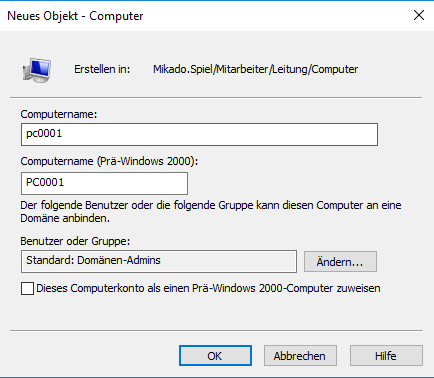 Neues Objekt - Computer
Erstellen in: Mikado.Spiel/Mitarbeiter/Leitung/Computer
Computername:
pc0001
Computername (Prä-Windows 2000):
PC0001
Der folgende Benutzer oder die folgende Gruppe kann diesen Computer an eine
Domäne anbinden.
Benutzer oder Gruppe:
Standard: Domänen-Admins
Ändern...
Dieses Computerkonto als einen Prä-Windows 2000-Computer zuweisen
OK Abbrechen Hilfe